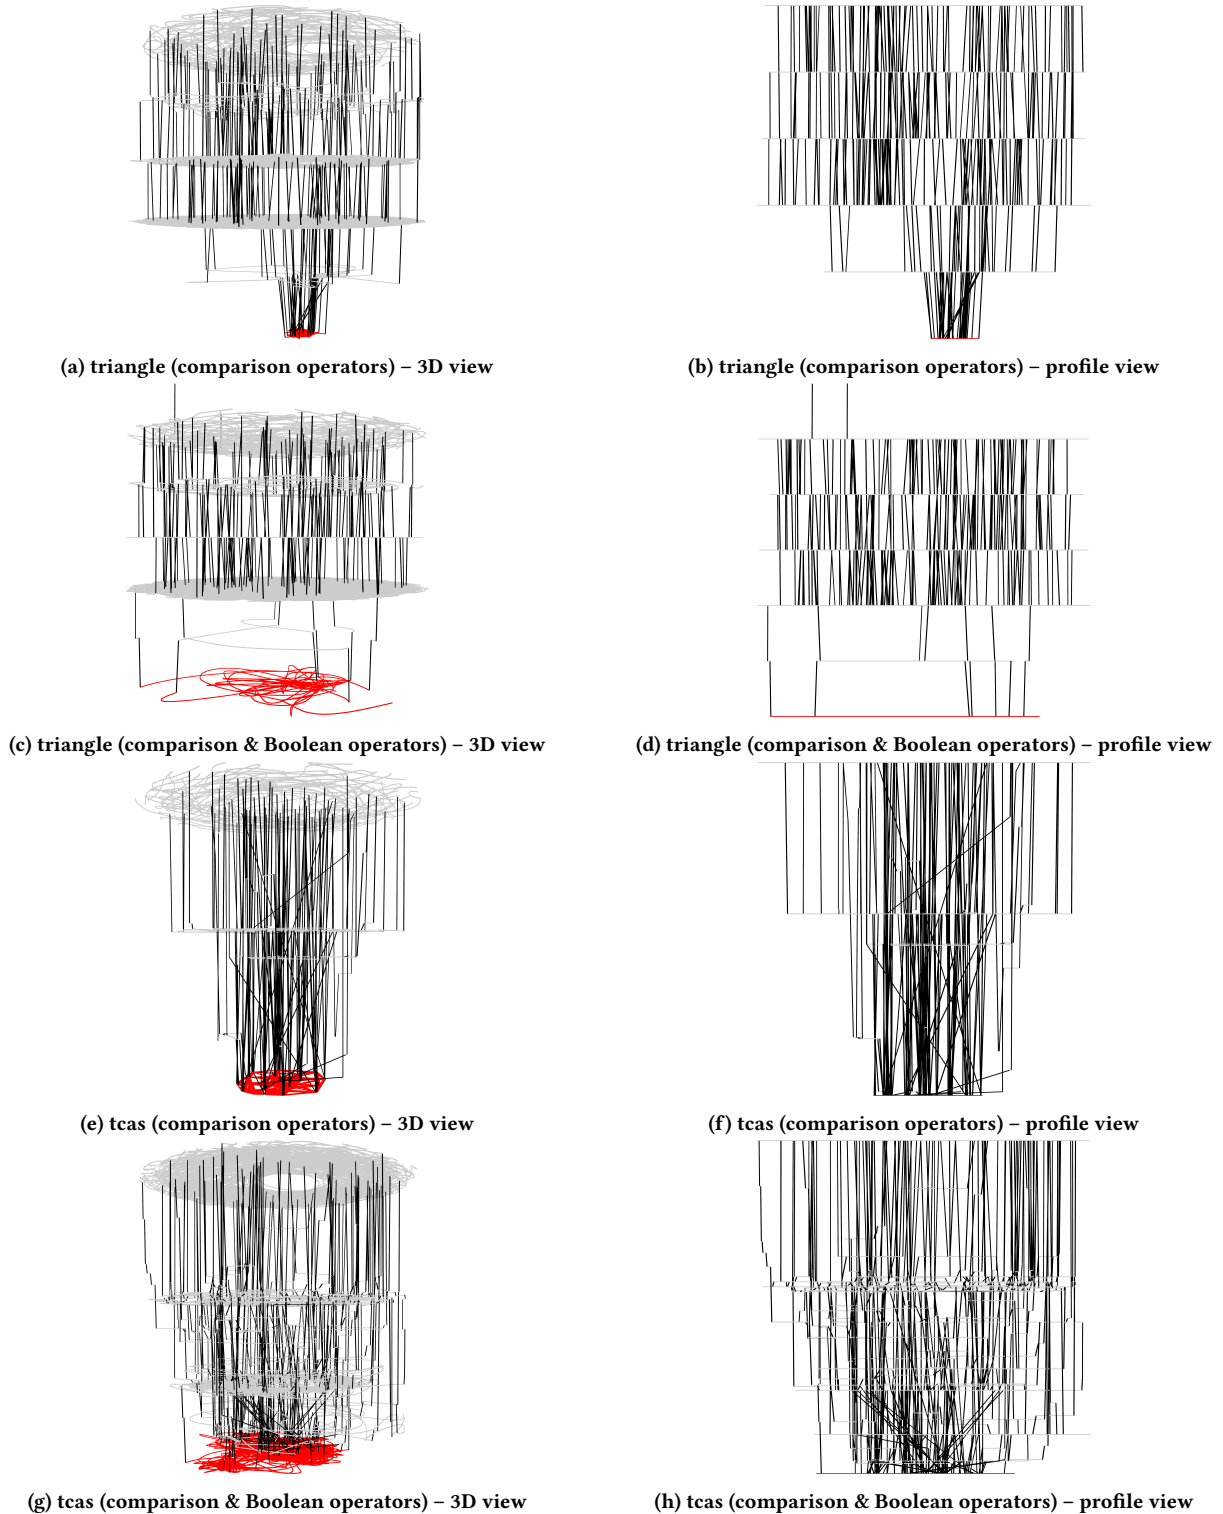 (a) triangle (comparison operators) – 3D view
(b) triangle (comparison operators) – profile view
(c) triangle (comparison & Boolean operators) – 3D view
(d) triangle (comparison & Boolean operators) – profile view
(e) tcas (comparison operators) – 3D view
(f) tcas (comparison operators) – profile view
(g) tcas (comparison & Boolean operators) – 3D view
(h) tcas (comparison & Boolean operators) – profile view